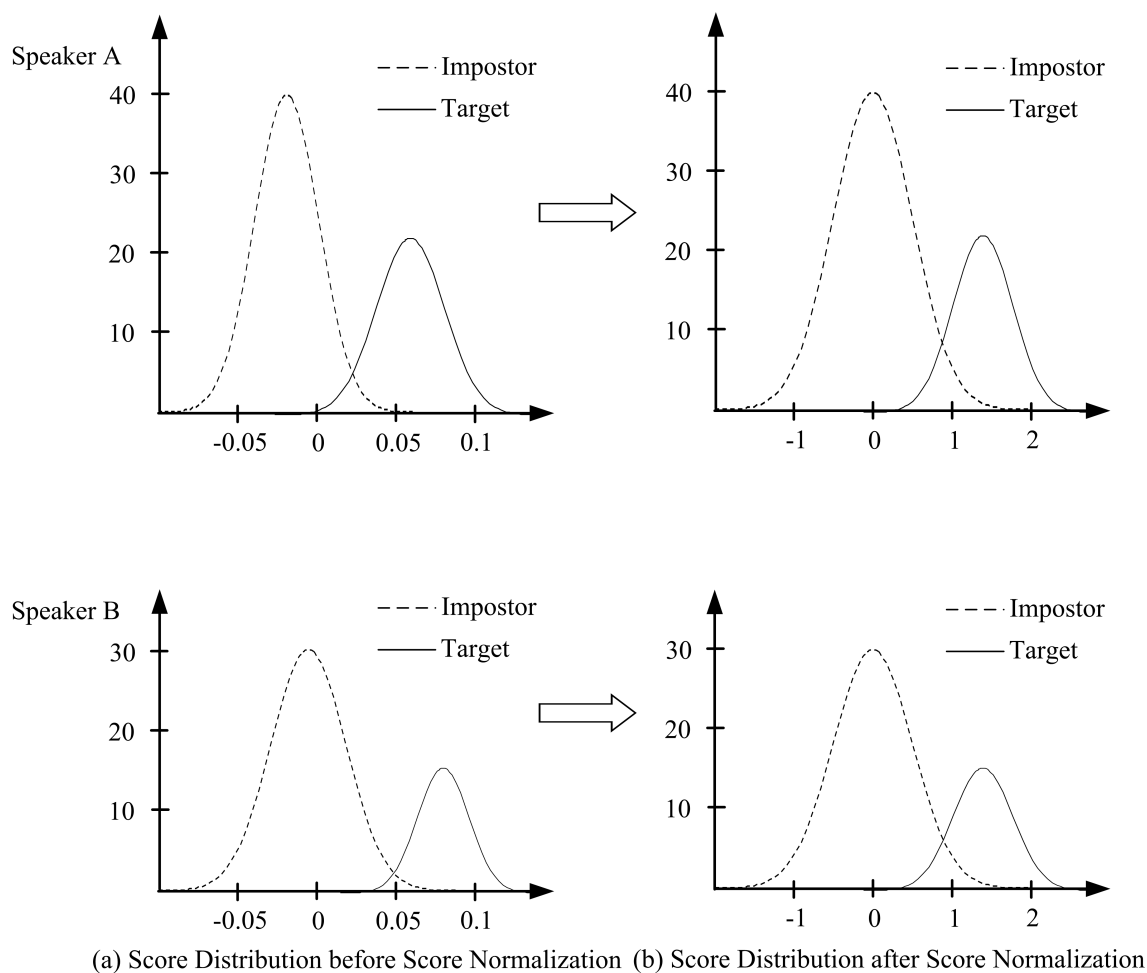 Speaker A
Impostor
Target
40
30
20
10
-0.05 0 0.05 0.1
Impostor
Target
40
30
20
10
-1 0 1 2
Speaker B
Impostor
Target
30
20
10
-0.05 0 0.05 0.1
Impostor
Target
30
20
10
-1 0 1 2
(a) Score Distribution before Score Normalization
(b) Score Distribution after Score Normalization